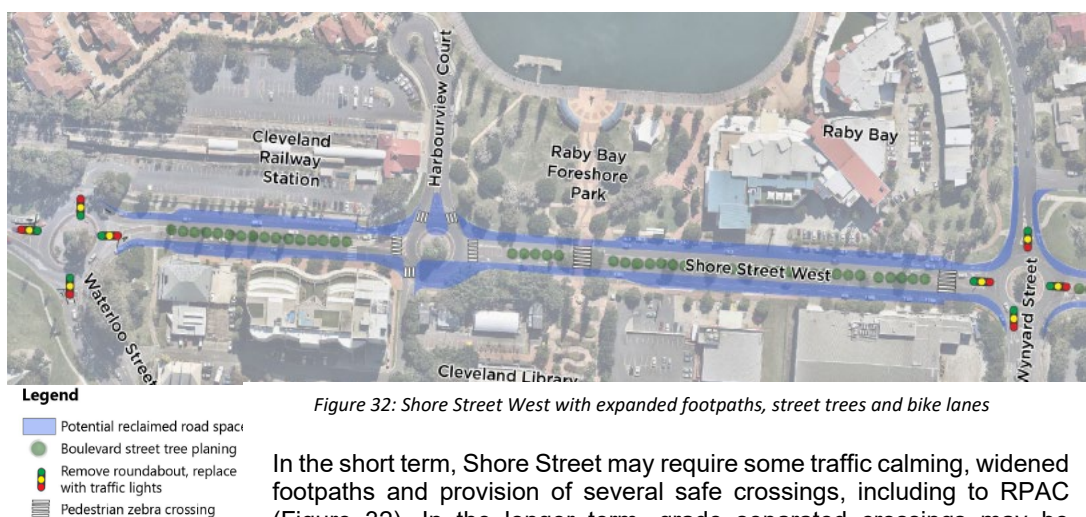 Harbourview Court
Cleveland
Railway
Station
Raby Bay
Foreshore
Park
Raby Bay
Shore Street West
Waterloo Street
Wynyard Street
Cleveland Library
Legend
Potential reclaimed road space
Boulevard street tree planing
Remove roundabout, replace
with traffic lights
Pedestrian zebra crossing
Figure 32: Shore Street West with expanded footpaths, street trees and bike lanes
In the short term, Shore Street may require some traffic calming, widened
footpaths and provision of several safe crossings, including to RPAC
(Figure 32). In the longer term, grade separated crossings may be